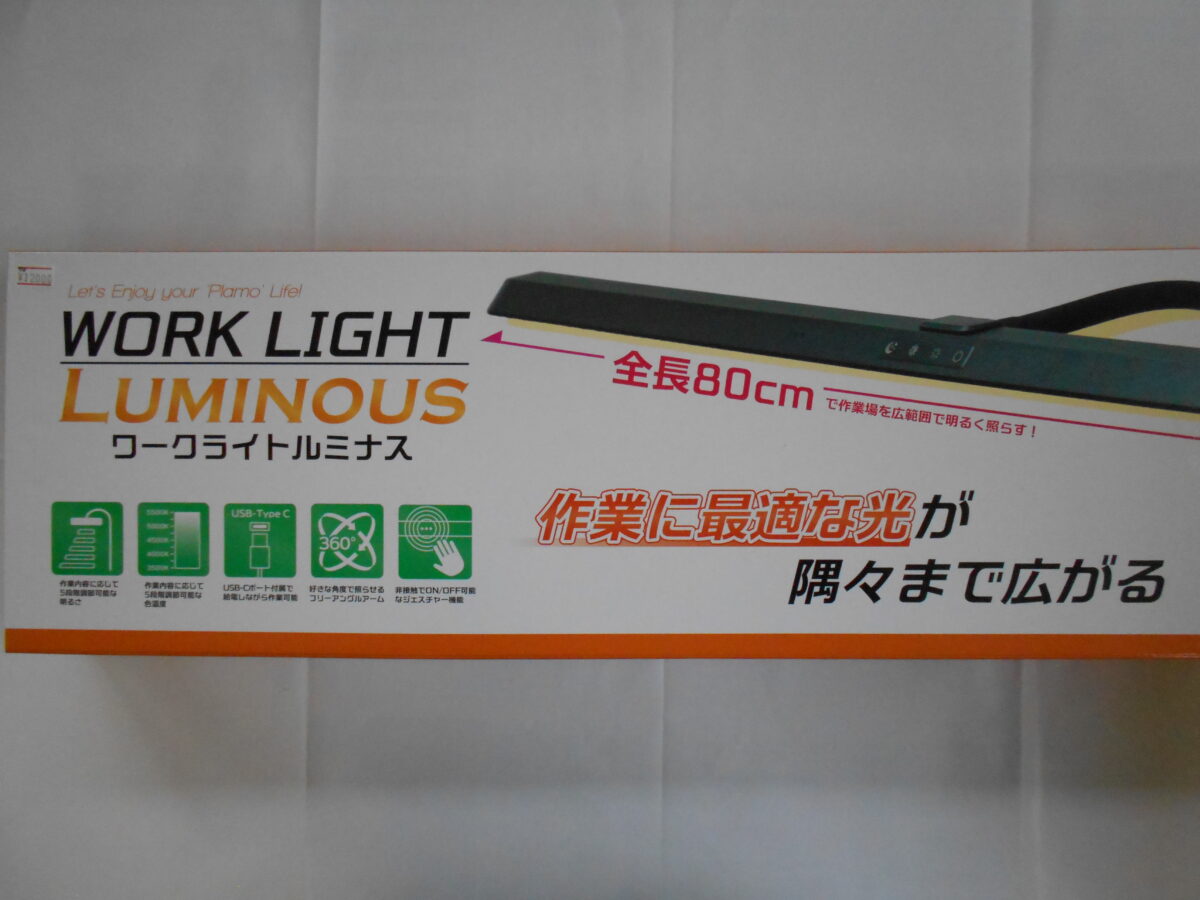 ¥12000
Let's Enjoy your 'Plamo' Life!
WORK LIGHT
LUMINOUS
ワークライトルミナス
全長80cm
で作業場を広範囲で明るく照らす!
作業に最適な光が
隅々まで広がる
5500K
5000K
4500K
4000K
3500K
USB-Type C
360°
作業内容に応じて
5段階調節可能な
明るさ
作業内容に応じて
5段階調節可能な
色温度
USB-Cポート付属で
給電しながら作業可能
好きな角度で照らせる
フリーアングルアーム
非接触でON/OFF可能
なジェスチャー機能